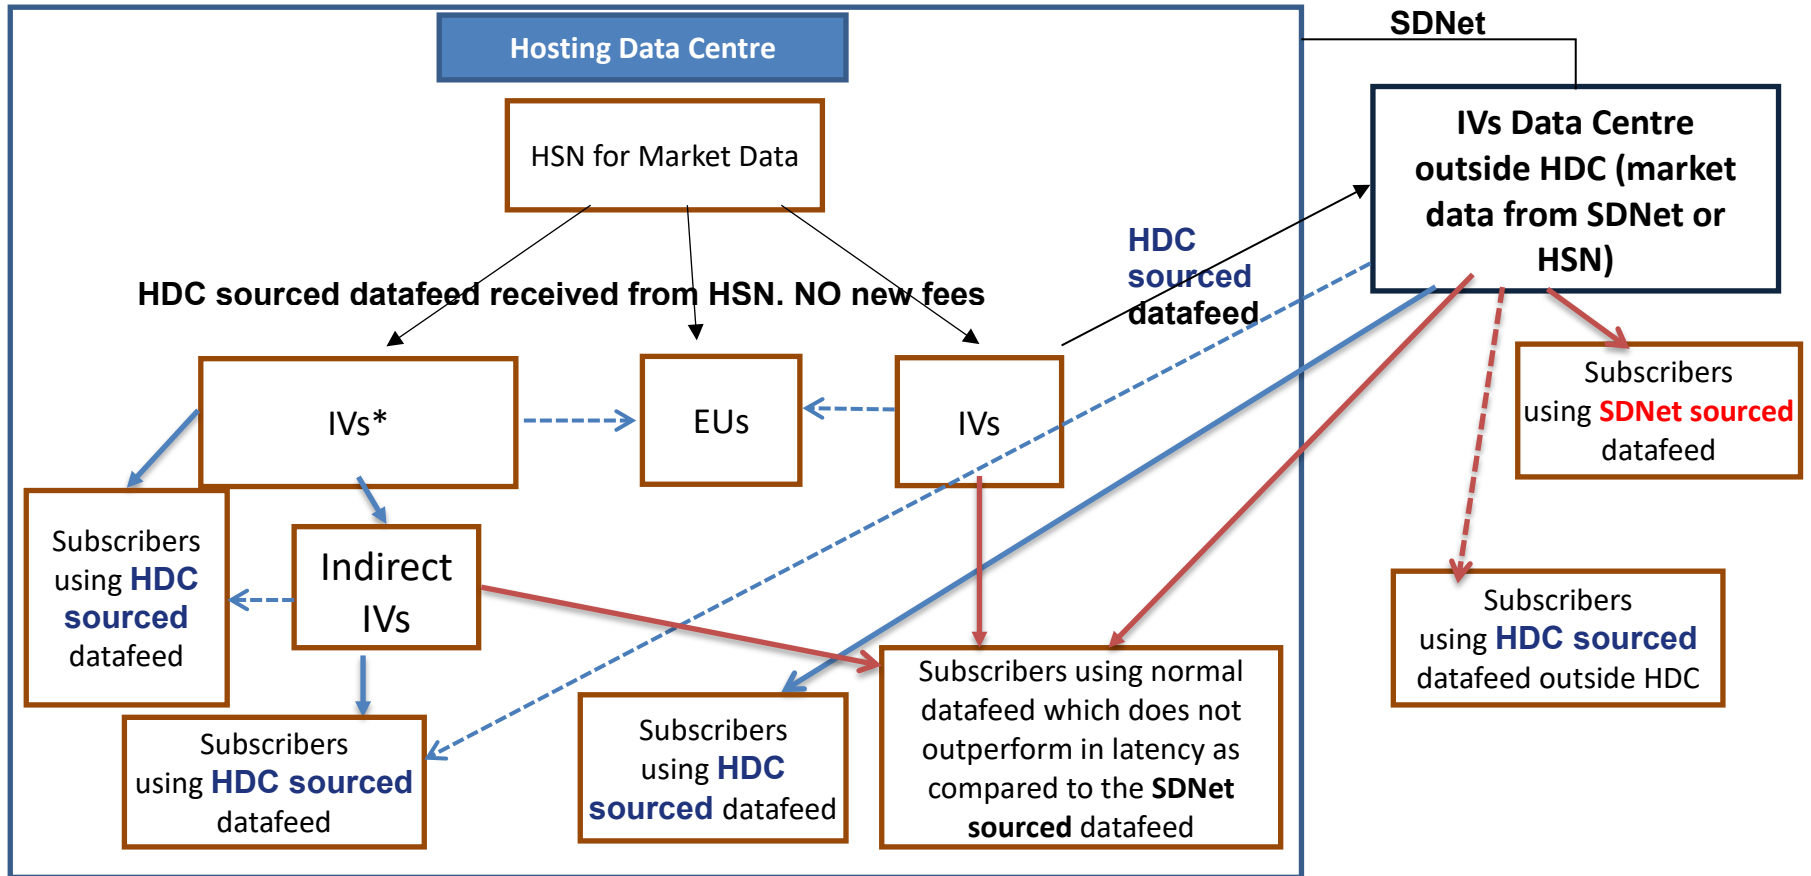 SDNet
Hosting Data Centre
HSN for Market Data
IVs Data Centre
outside HDC (market
data from SDNet or
HSN)
HDC
sourced
datafeed
HDC sourced datafeed received from HSN. NO new fees
IVs*
EUs
IVs
Subscribers
using SDNet sourced
datafeed
Subscribers
using HDC
sourced
datafeed
Indirect
IVs
Subscribers
using HDC sourced
datafeed outside HDC
Subscribers
using HDC sourced
datafeed
Subscribers
using HDC
sourced datafeed
Subscribers using normal
datafeed which does not
outperform in latency as
compared to the SDNet
sourced datafeed